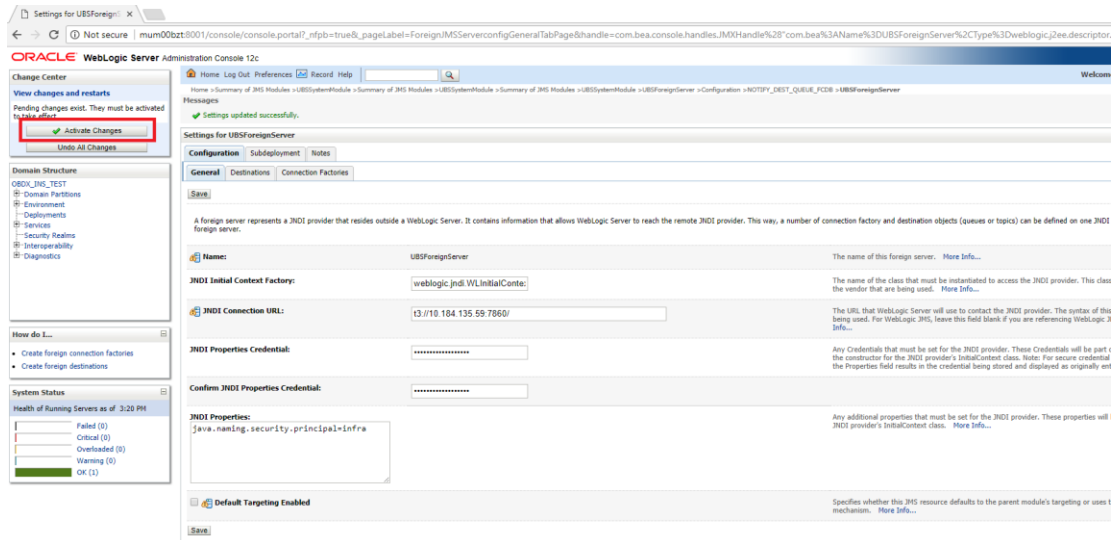 Settings for UBSForeignS
Not secure | mum00bzt:8001/console/console.portal?_nfpb=true&_pageLabel=ForeignJMSServerconfigGeneralTabPage&handle=com.bea.console.handles.JMXHandle%28"com.bea%3AName%3DUBSForeignServer%2CType%3Dweblogic.j2ee.descriptor.
ORACLE WebLogic Server Administration Console 12c
Change Center
View changes and restarts
Pending changes exist. They must be activated
to take effect.
Activate Changes
Undo All Changes
Domain Structure
OBDX_INS_TEST
Domain Partitions
Environment
Deployments
Services
Security Realms
Interoperability
Diagnostics
How do I...
Create foreign connection factories
Create foreign destinations
System Status
Health of Running Servers as of 3:20 PM
Failed (0)
Critical (0)
Overloaded (0)
Warning (0)
OK (1)
Home Log Out Preferences Record Help
Welcom
Home >Summary of JMS Modules >UBSSystemModule >Summary of JMS Modules >UBSSystemModule >Summary of JMS Modules >UBSSystemModule >UBSForeignServer >Configuration >NOTIFY_DEST_QUEUE_FCDB >UBSForeignServer
Messages
Settings updated successfully.
Settings for UBSForeignServer
Configuration Subdeployment Notes
General Destinations Connection Factories
Save
A foreign server represents a JNDI provider that resides outside a WebLogic Server. It contains information that allows WebLogic Server to reach the remote JNDI provider. This way, a number of connection factory and destination objects (queues or topics) can be defined on one JNDI
foreign server.
Name: UBSForeignServer The name of this foreign server. More Info...
JNDI Initial Context Factory: weblogic.jndi.WLInitialConte: The name of the class that must be instantiated to access the JNDI provider. This class
the vendor that are being used. More Info...
JNDI Connection URL: t3://10.184.135.59:7860/ The URL that WebLogic Server will use to contact the JNDI provider. The syntax of this
being used. For WebLogic JMS, leave this field blank if you are referencing WebLogic J
Info...
JNDI Properties Credential: •••••••••••••••••• Any Credentials that must be set for the JNDI provider. These Credentials will be part o
the constructor for the JNDI provider's InitialContext class. Note: For secure credential
the Properties field results in the credential being stored and displayed as originally ent
Confirm JNDI Properties Credential: ••••••••••••••••••
JNDI Properties: Any additional properties that must be set for the JNDI provider. These properties will
java.naming.security.principal=infra JNDI provider's InitialContext class. More Info...
Default Targeting Enabled Specifies whether this JMS resource defaults to the parent module's targeting or uses t
mechanism. More Info...
Save